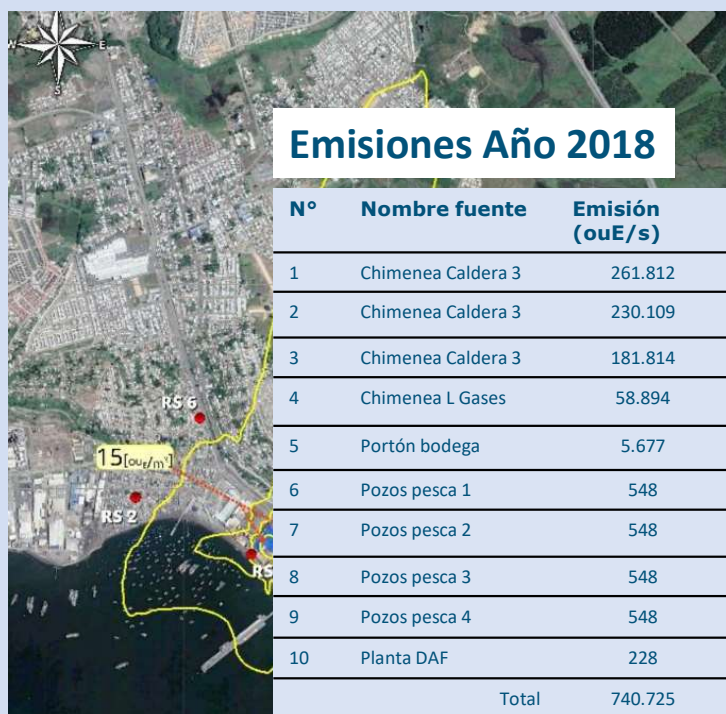 W
E
S
RS 6
15[ouE/m³]
RS 2
RS
Emisiones Año 2018
N° Nombre fuente Emisión (ouE/s)
1 Chimenea Caldera 3 261.812
2 Chimenea Caldera 3 230.109
3 Chimenea Caldera 3 181.814
4 Chimenea L Gases 58.894
5 Portón bodega 5.677
6 Pozos pesca 1 548
7 Pozos pesca 2 548
8 Pozos pesca 3 548
9 Pozos pesca 4 548
10 Planta DAF 228
Total 740.725